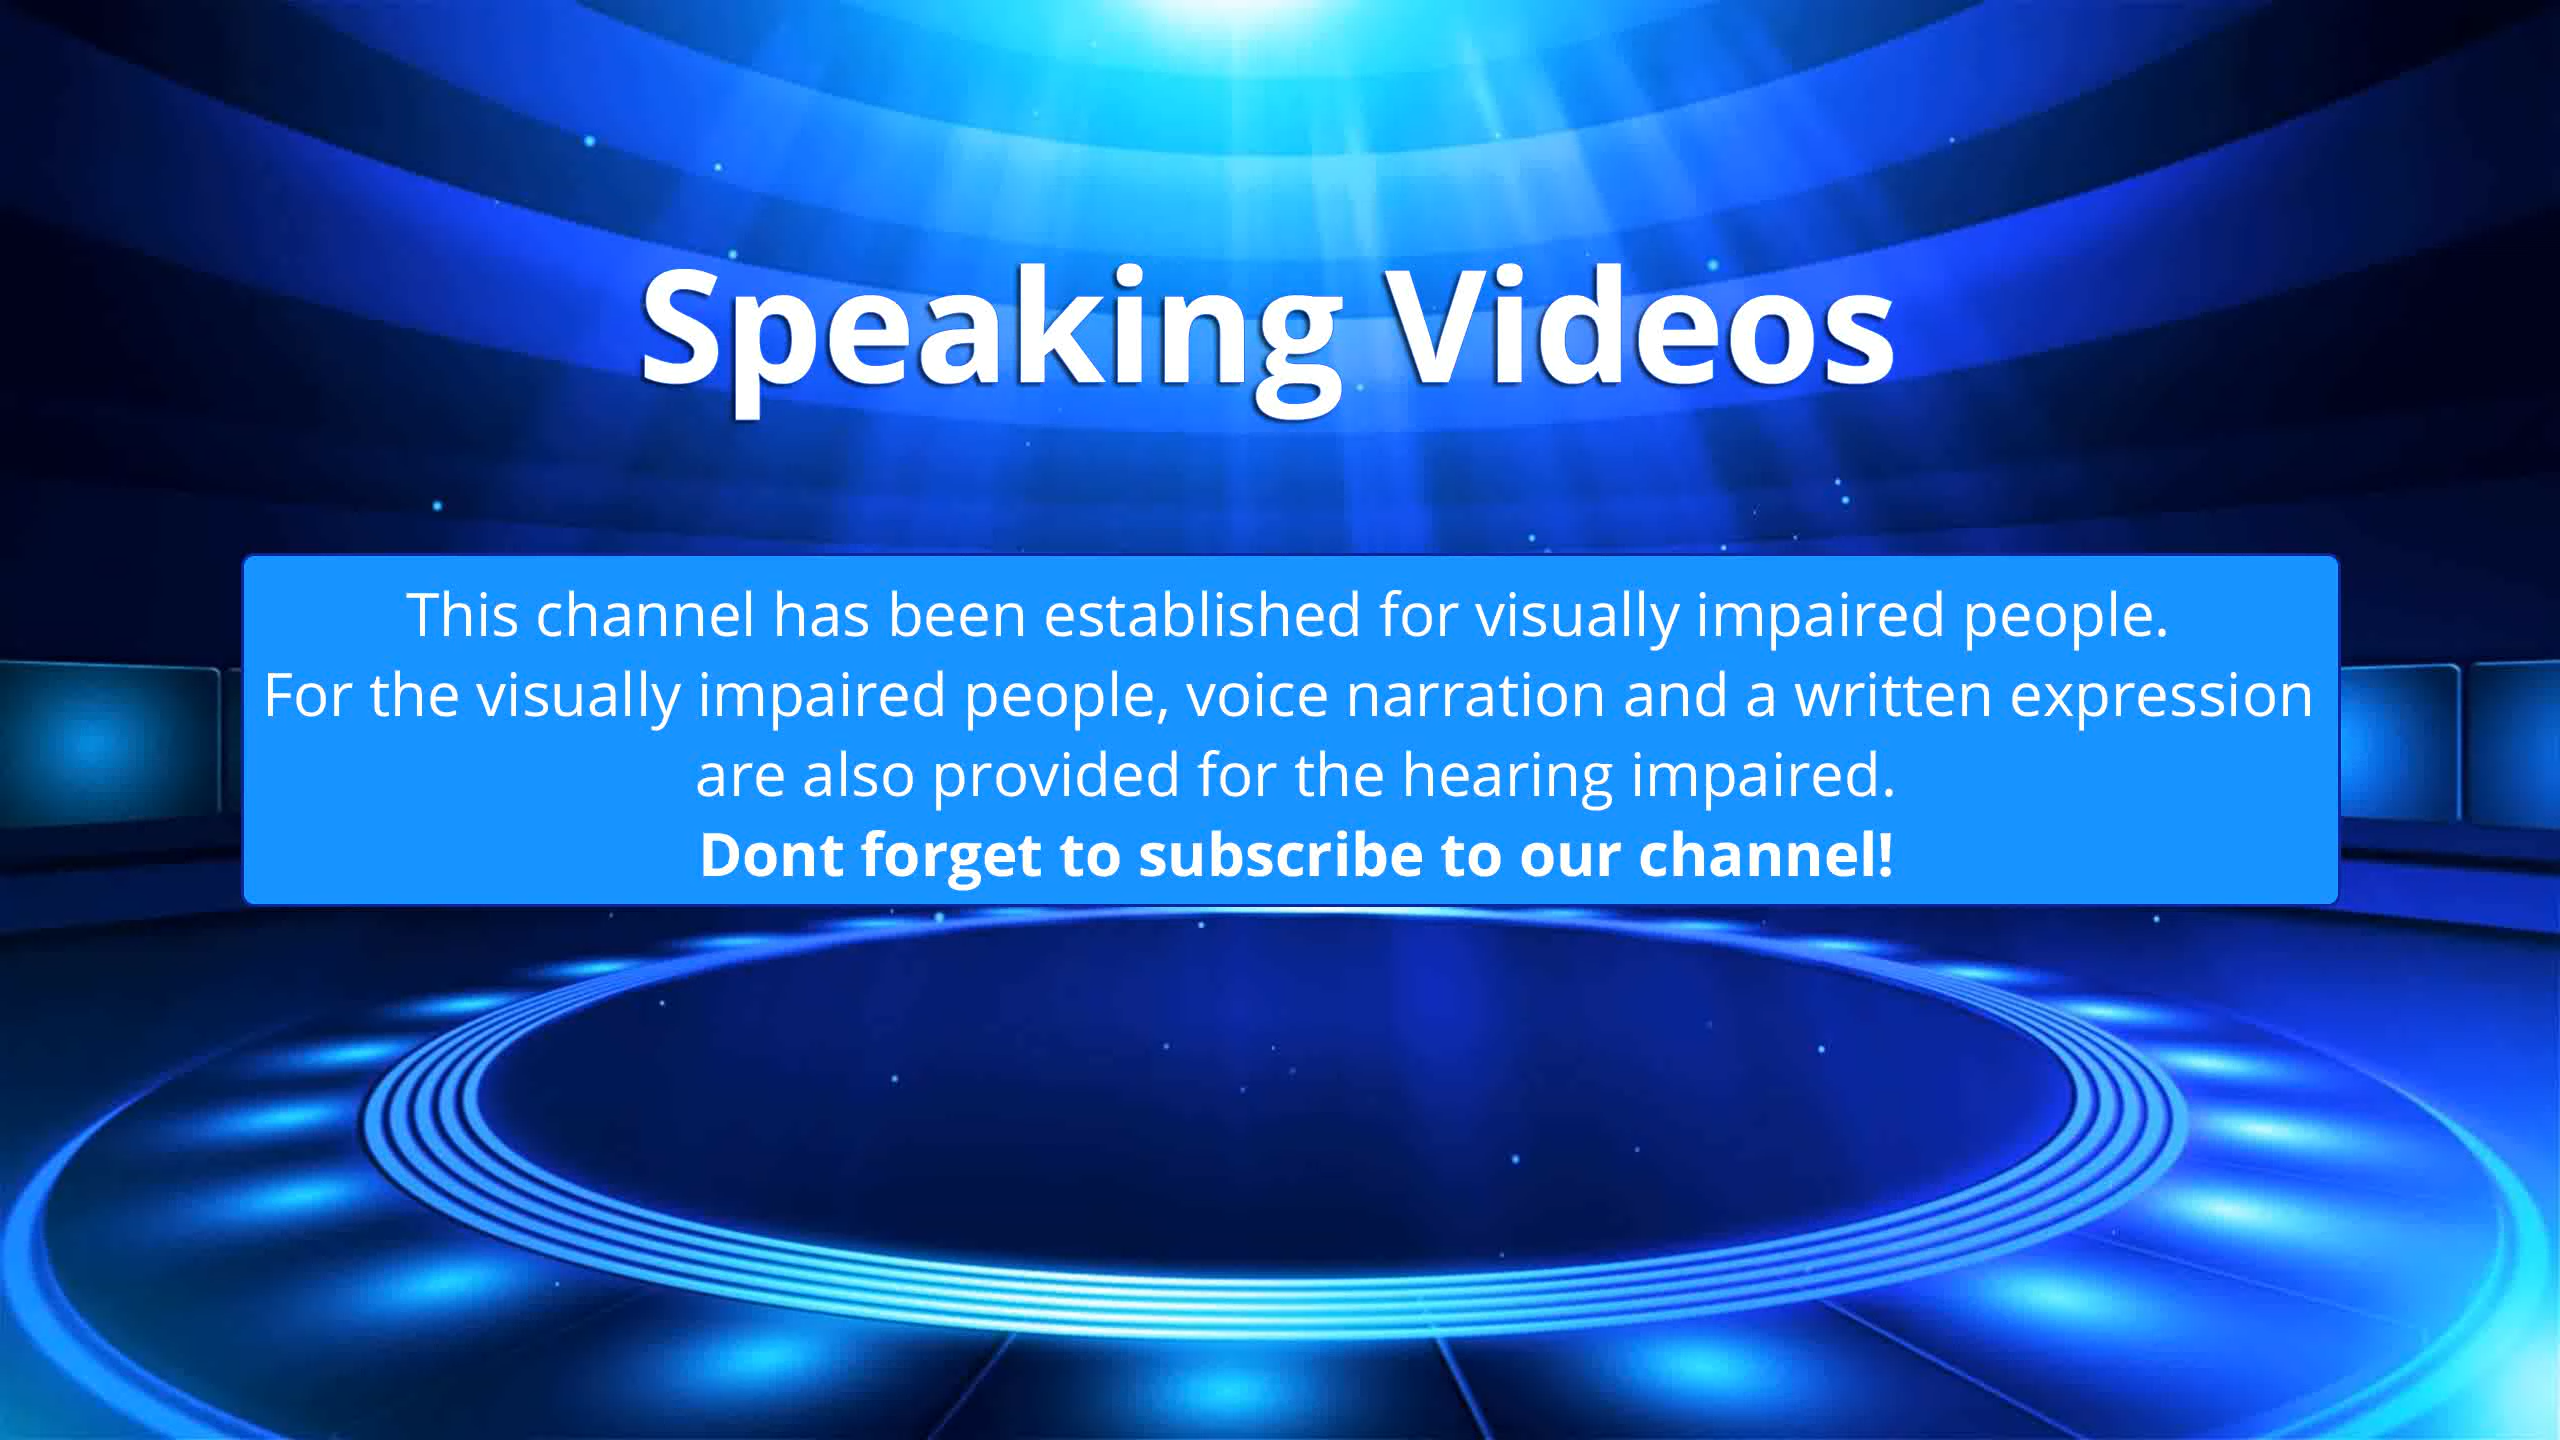 Speaking Videos
This channel has been established for visually impaired people.
For the visually impaired people, voice narration and a written expression
are also provided for the hearing impaired.
Dont forget to subscribe to our channel!